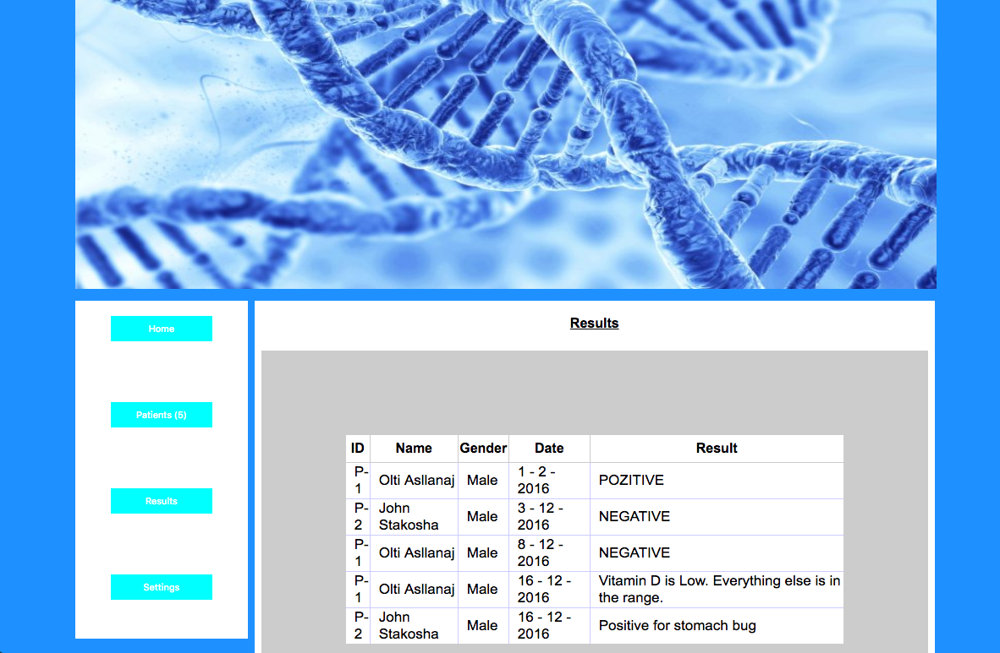 Home
Patients (5)
Results
Settings
Results
ID Name Gender Date Result
P-
1 Olti Asllanaj Male 1 - 2 -
2016 POZITIVE
P-
2 John
Stakosha Male 3 - 12 -
2016 NEGATIVE
P-
1 Olti Asllanaj Male 8 - 12 -
2016 NEGATIVE
P-
1 Olti Asllanaj Male 16 - 12 -
2016 Vitamin D is Low. Everything else is in
the range.
P-
2 John
Stakosha Male 16 - 12 -
2016 Positive for stomach bug